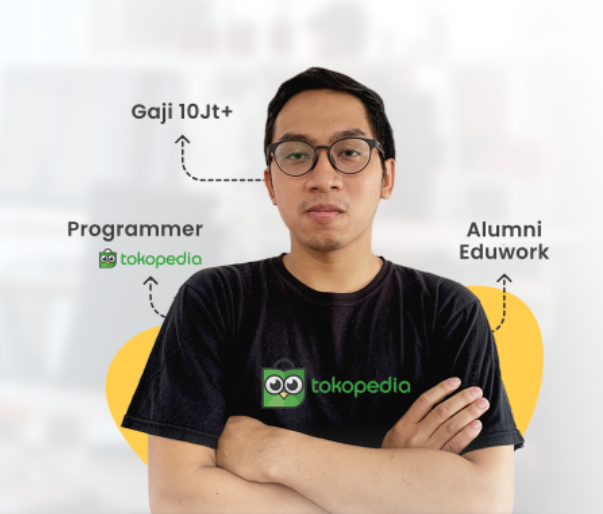 Gaji 10Jt+
Programmer
tokopedia
Alumni
Eduwork
tokopedia